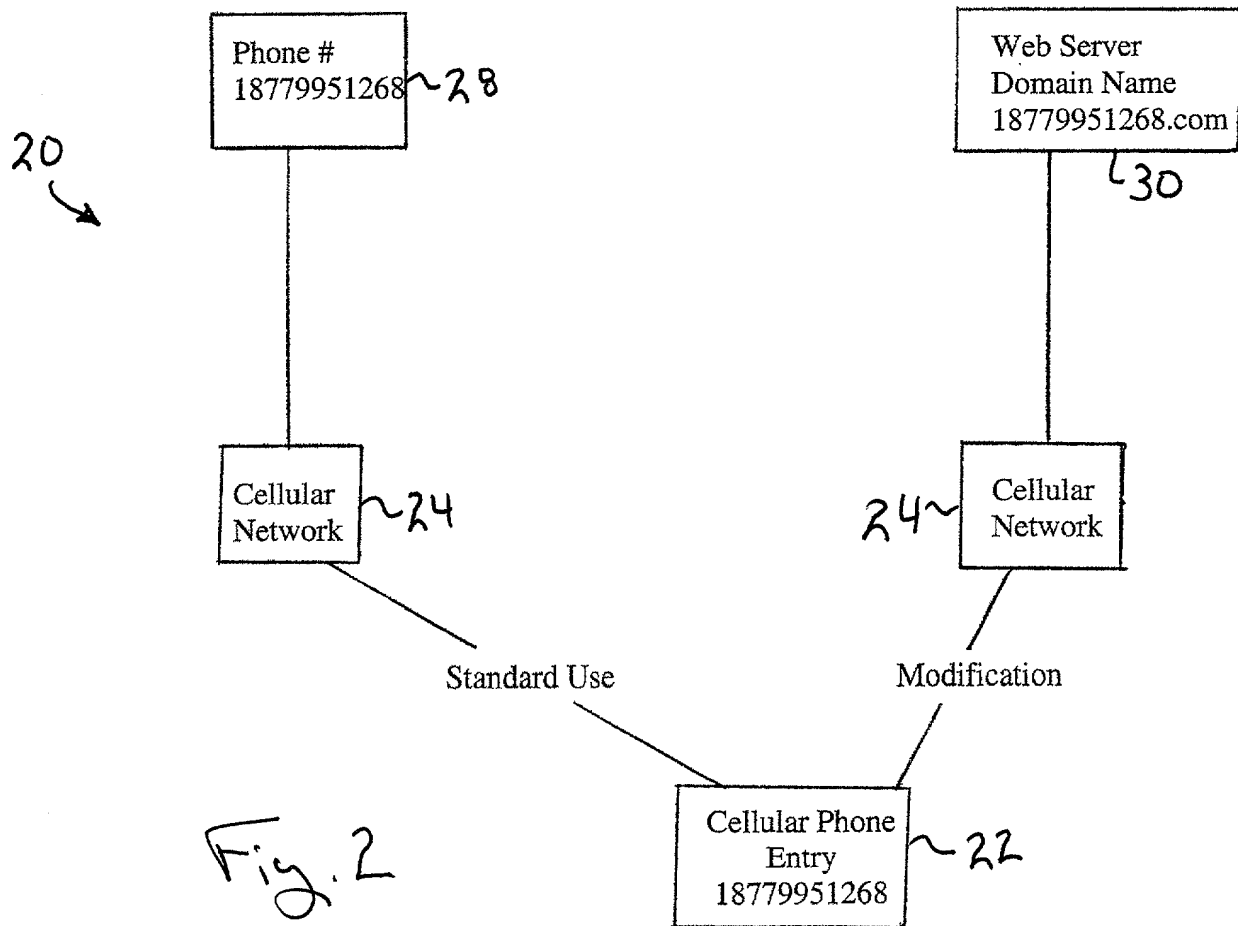 Phone #
18779951268
28
Web Server
Domain Name
18779951268.com
30
20
Cellular
Network
24
24
Cellular
Network
Standard Use
Modification
Cellular Phone
Entry
18779951268
22
Fig. 2